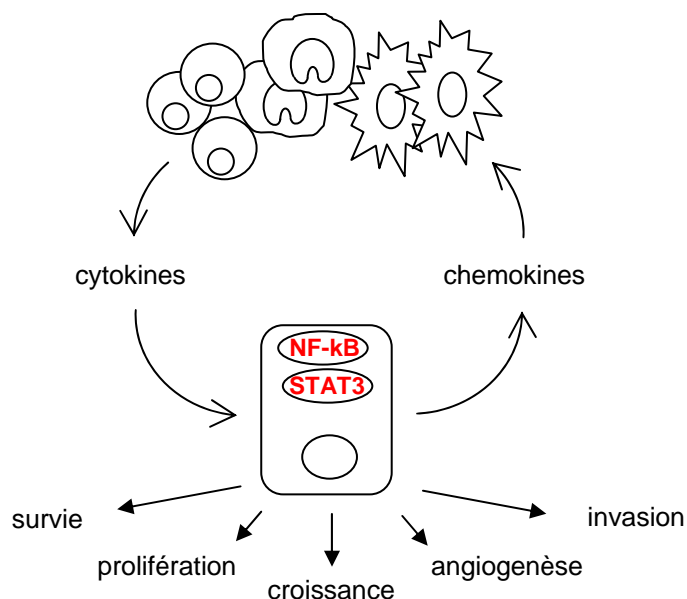 cytokines
chemokines
NF-kB
STAT3
survie
invasion
prolifération
angiogenèse
croissance